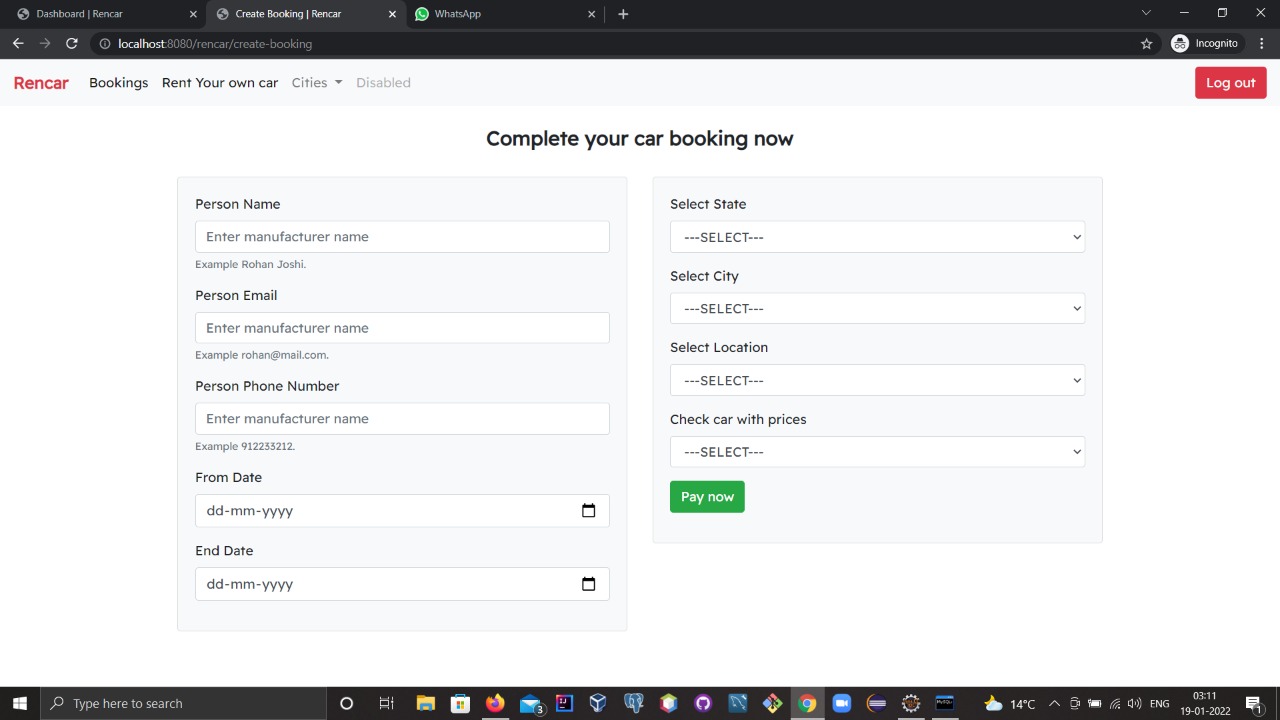 Dashboard | Rencar
Create Booking | Rencar
WhatsApp
localhost:8080/rencar/create-booking
Incognito
Rencar Bookings Rent Your own car Cities Disabled Log out
Complete your car booking now
Person Name
Enter manufacturer name
Example Rohan Joshi.
Person Email
Enter manufacturer name
Example rohan@mail.com.
Person Phone Number
Enter manufacturer name
Example 912233212.
From Date
dd-mm-yyyy
End Date
dd-mm-yyyy
Select State
---SELECT---
Select City
---SELECT---
Select Location
---SELECT---
Check car with prices
---SELECT---
Pay now
Type here to search
3
14°C
ENG
03:11
19-01-2022
1